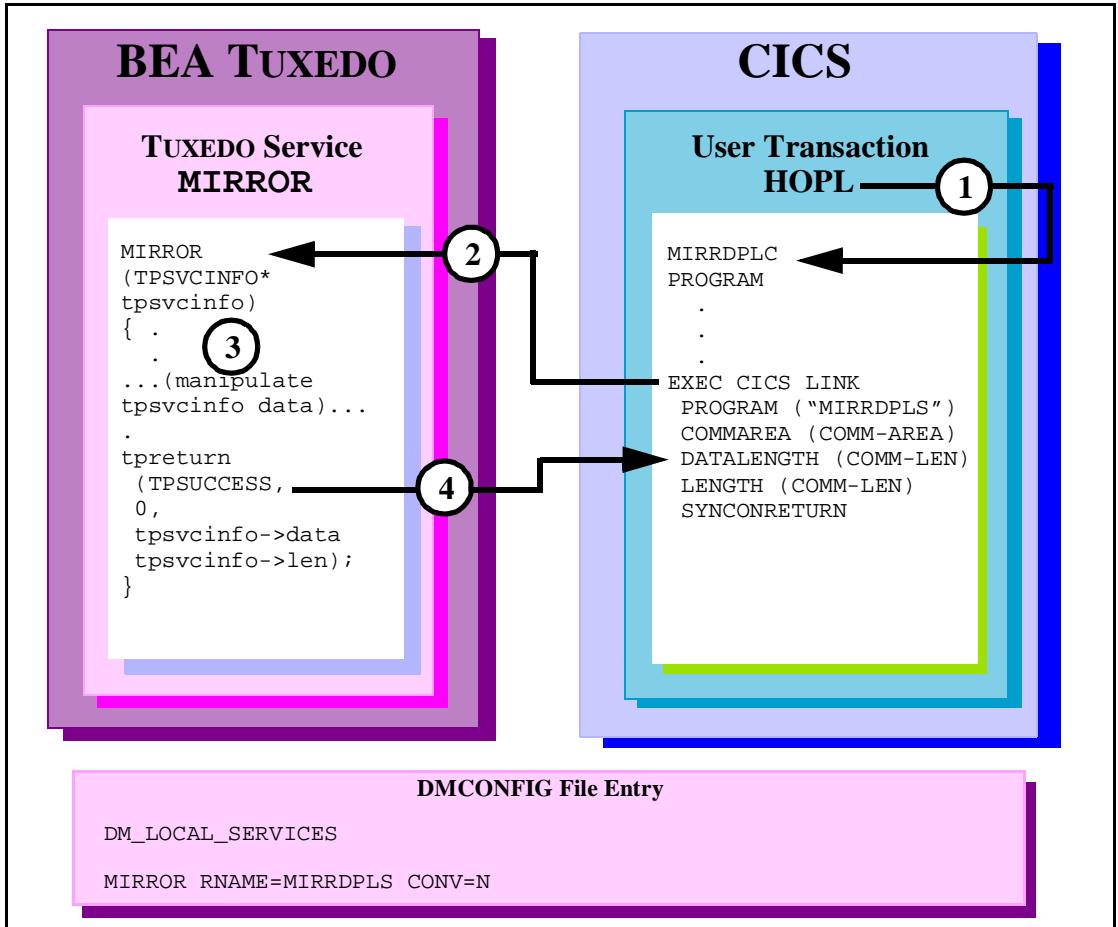 BEA TUXEDO
TUXEDO Service
MIRROR
MIRROR
(TPSVCINFO*
tpsvcinfo)
{ .
.
...(manipulate
tpsvcinfo data)...
.
tpreturn
(TPSUCCESS,
0,
tpsvcinfo->data
tpsvcinfo->len);
}
3
2
4
CICS
User Transaction
HOPL
1
MIRRDPLC
PROGRAM
.
.
.
EXEC CICS LINK
PROGRAM (“MIRRDPLS”)
COMMAREA (COMM-AREA)
DATALENGTH (COMM-LEN)
LENGTH (COMM-LEN)
SYNCONRETURN
DMCONFIG File Entry
DM_LOCAL_SERVICES
MIRROR RNAME=MIRRDPLS CONV=N